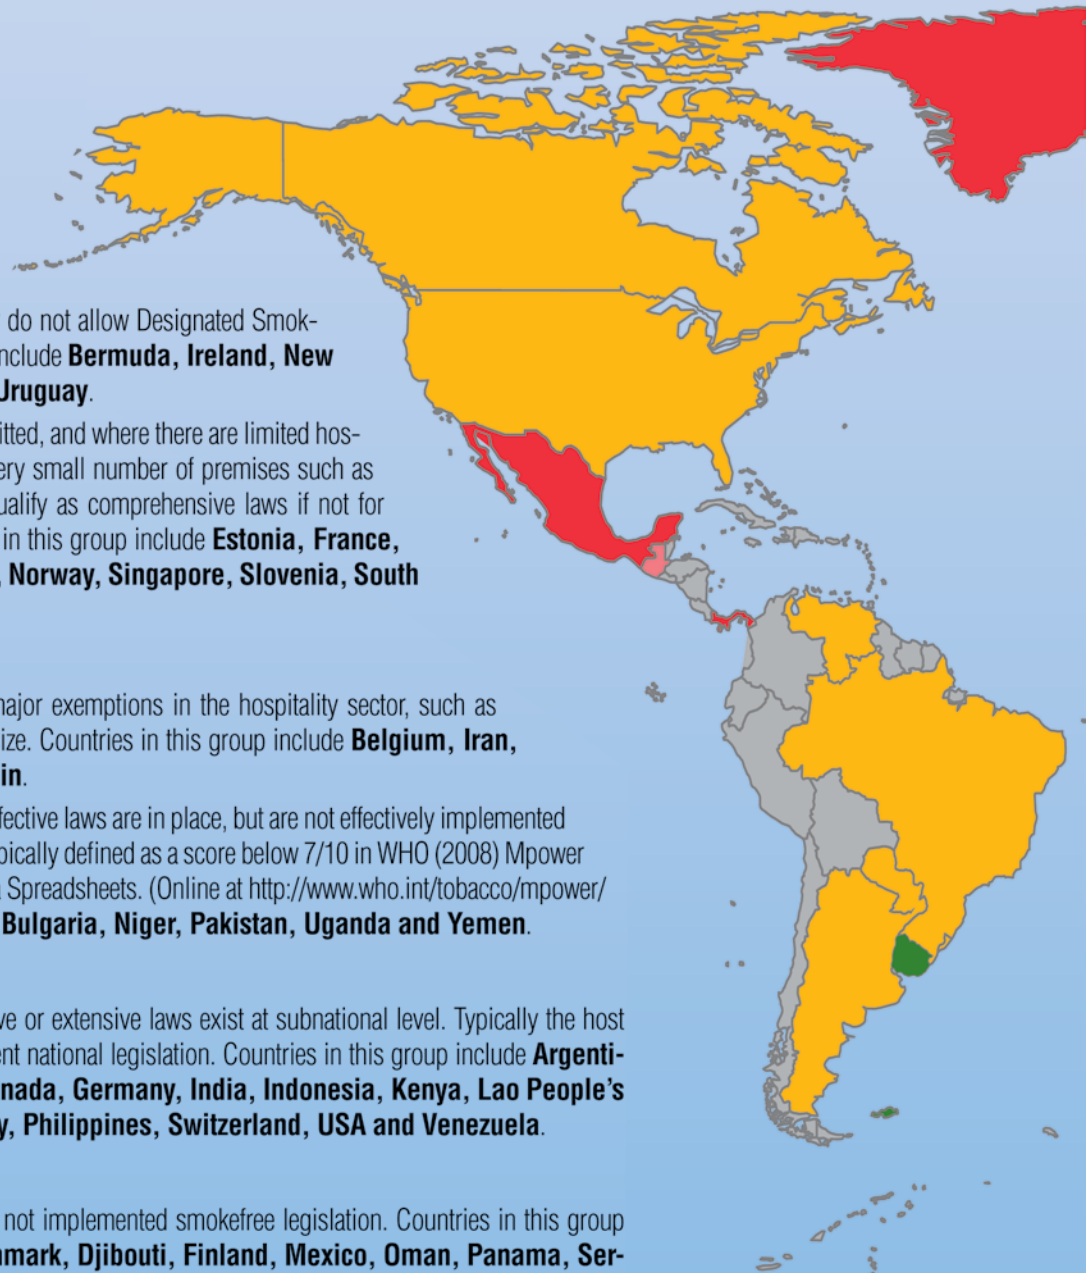 do not allow Designated Smok-
nclude Bermuda, Ireland, New
Uruguay.
itted, and where there are limited hos-
ery small number of premises such as
ualify as comprehensive laws if not for
in this group include Estonia, France,
, Norway, Singapore, Slovenia, South
major exemptions in the hospitality sector, such as
ize. Countries in this group include Belgium, Iran,
in.
fective laws are in place, but are not effectively implemented
pically defined as a score below 7/10 in WHO (2008) Mpower
Spreadsheets. (Online at http://www.who.int/tobacco/mpower/
Bulgaria, Niger, Pakistan, Uganda and Yemen.
ve or extensive laws exist at subnational level. Typically the host
ent national legislation. Countries in this group include Argenti-
nada, Germany, India, Indonesia, Kenya, Lao People’s
y, Philippines, Switzerland, USA and Venezuela.
not implemented smokefree legislation. Countries in this group
nmark, Djibouti, Finland, Mexico, Oman, Panama, Ser-